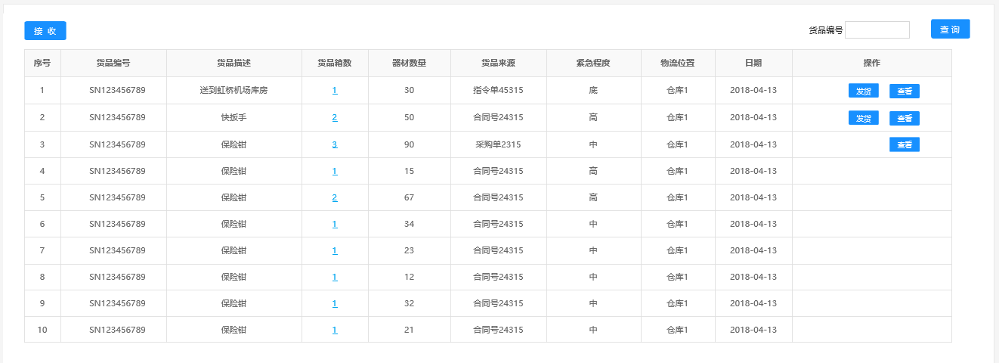 接 收 货品编号 查 询
序号 货品编号 货品描述 货品箱数 器材数量 货品来源 紧急程度 物流位置 日期 操作
1 SN123456789 送到虹桥机场库房 1 30 指令单45315 底 仓库1 2018-04-13 发货 查看
2 SN123456789 快扳手 2 50 合同号24315 高 仓库1 2018-04-13 发货 查看
3 SN123456789 保险钳 3 90 采购单2315 中 仓库1 2018-04-13 查看
4 SN123456789 保险钳 1 15 合同号24315 高 仓库1 2018-04-13
5 SN123456789 保险钳 2 67 合同号24315 高 仓库1 2018-04-13
6 SN123456789 保险钳 1 34 合同号24315 中 仓库1 2018-04-13
7 SN123456789 保险钳 1 23 合同号24315 中 仓库1 2018-04-13
8 SN123456789 保险钳 1 12 合同号24315 中 仓库1 2018-04-13
9 SN123456789 保险钳 1 32 合同号24315 中 仓库1 2018-04-13
10 SN123456789 保险钳 1 21 合同号24315 中 仓库1 2018-04-13